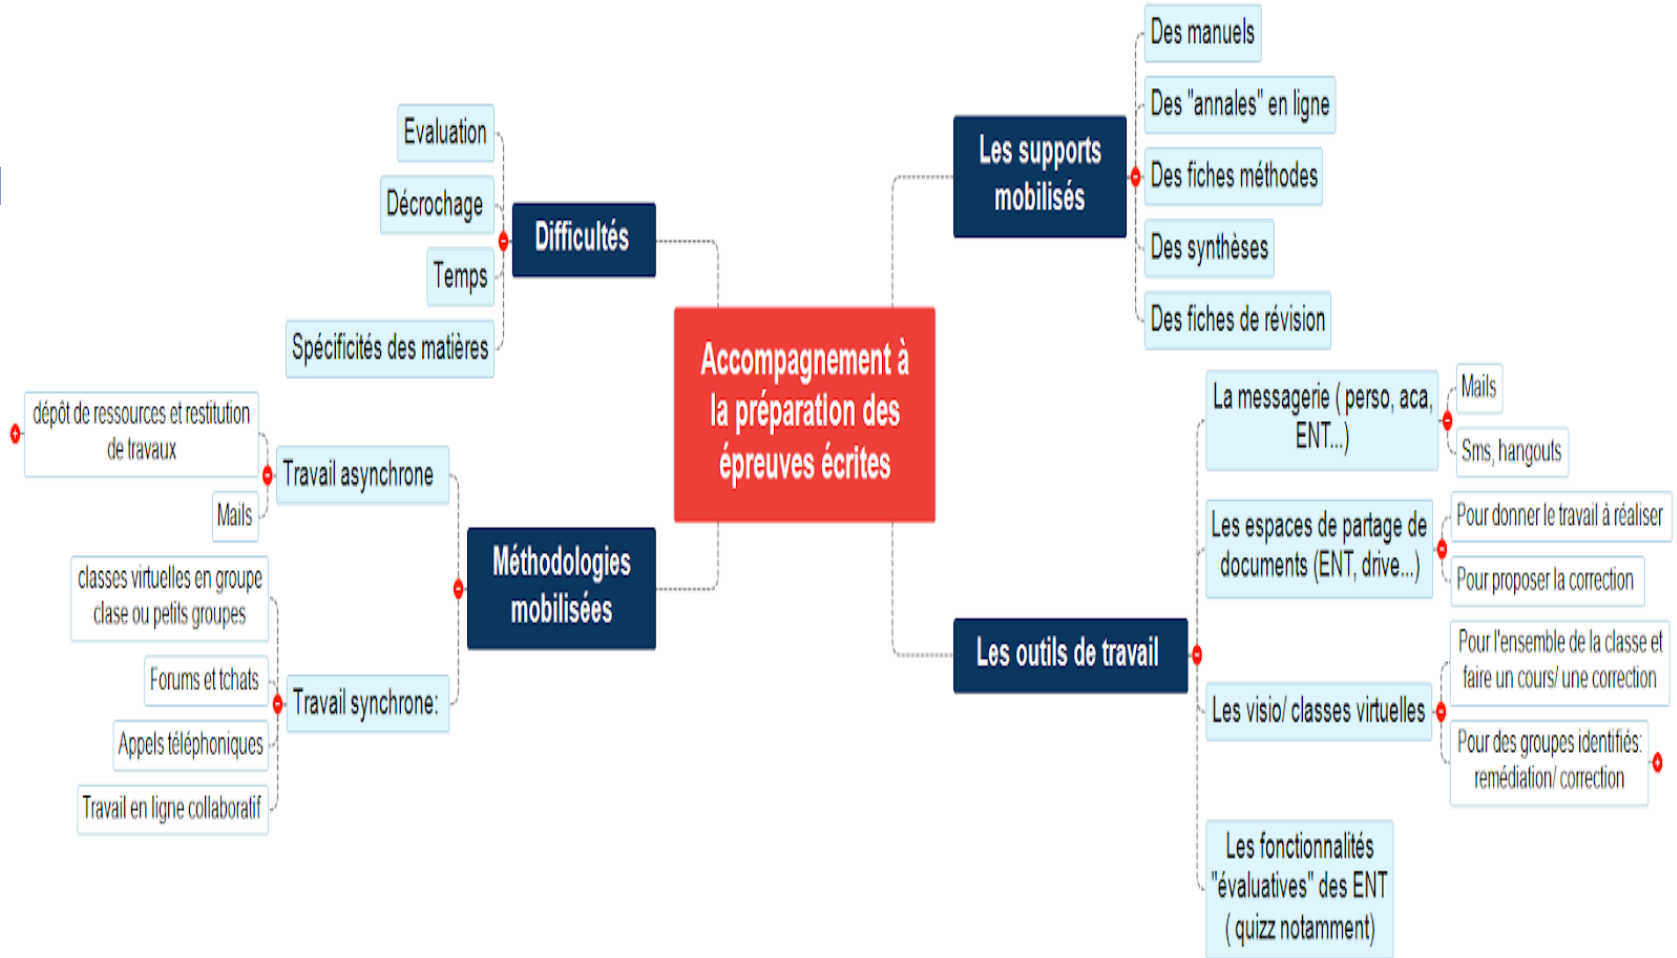 Accompagnement à
la préparation des
épreuves écrites
Difficultés
Evaluation
Décrochage
Temps
Spécificités des matières
Méthodologies
mobilisées
Travail asynchrone
dépôt de ressources et restitution
de travaux
Mails
Travail synchrone:
classes virtuelles en groupe
clase ou petits groupes
Forums et tchats
Appels téléphoniques
Travail en ligne collaboratif
Les supports
mobilisés
Des manuels
Des "annales" en ligne
Des fiches méthodes
Des synthèses
Des fiches de révision
Les outils de travail
La messagerie ( perso, aca,
ENT...)
Mails
Sms, hangouts
Les espaces de partage de
documents (ENT, drive...)
Pour donner le travail à réaliser
Pour proposer la correction
Les visio/ classes virtuelles
Pour l'ensemble de la classe et
faire un cours/ une correction
Pour des groupes identifiés:
remédiation/ correction
Les fonctionnalités
"évaluatives" des ENT
( quizz notamment)